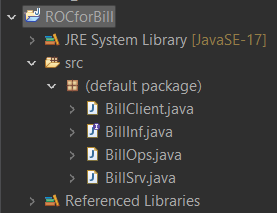 ROCforBill
JRE System Library [JavaSE-17]
src
(default package)
BillClient.java
BillInf.java
BillOps.java
BillSrv.java
Referenced Libraries